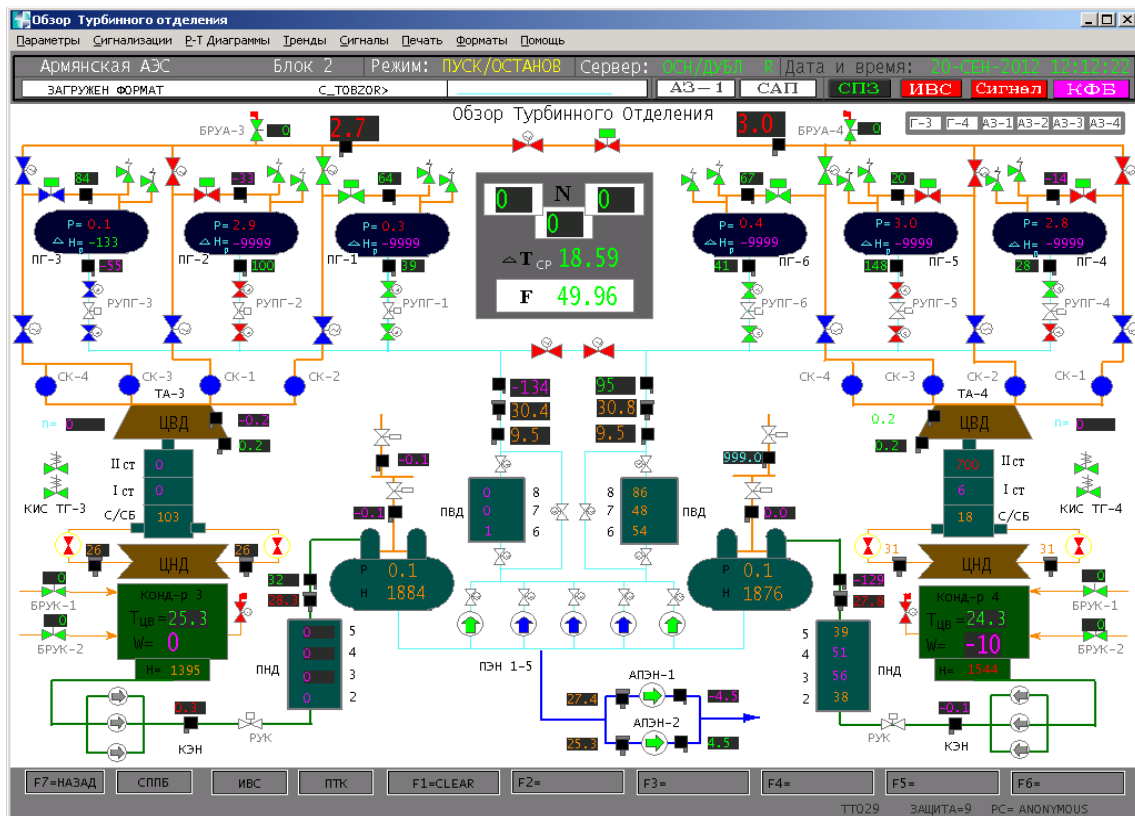 Обзор Турбинного отделения
Параметры Сигнализации Р-Т Диаграммы Тренды Сигналы Печать Форматы Помощь
Армянская АЭС Блок 2 Режим: ПУСК/ОСТАНОВ Сервер: ОСН/ДУБЛ R Дата и время: 20-СЕН-2012 12:12:22
ЗАГРУЖЕН ФОРМАТ C_TOBZOR> АЗ-1 САП СПЗ ИВС Сигнал КФБ
Обзор Турбинного Отделения
БРУА-3 0 2.7 3.0 БРУА-4 0 Г-3 Г-4 АЗ-1 АЗ-2 АЗ-3 АЗ-4
84 -33 64 67 20 -14
N
0 0
0
P= 0.1 P= 2.9 P= 0.3 P= 0.4 P= 3.0 P= 2.8
△Hр=-133 △Hр=-9999 △Hр=-9999 △Hр=-9999 △Hр=-9999 △Hр=-9999
ПГ-3 ПГ-2 ПГ-1 ПГ-6 ПГ-5 ПГ-4
-55 100 39 41 148 28
△T СР 18.59
F 49.96
РУПГ-3 РУПГ-2 РУПГ-1 РУПГ-6 РУПГ-5 РУПГ-4
СК-4 СК-3 СК-1 СК-2 СК-4 СК-3 СК-2 СК-1
ТА-3 ТА-4
-134 95
30.4 30.8
9.5 9.5
n= 0 ЦВД -0.2 0.2 ЦВД n= 0
0.2 0.2
-0.1 999.0
II ст 0 700 II ст
I ст 0 6 I ст
С/СБ 103 18 С/СБ
КИС ТГ-3 КИС ТГ-4
ПВД 0 8 8 86 ПВД
0 7 7 48
1 6 6 54
-0.1 0.0
26 ЦНД 26 31 ЦНД 31
P 0.1 P 0.1
H 1884 H 1876
0 32 -129 0
28.3 27.8
БРУК-1 БРУК-1
БРУК-2 0 0 БРУК-2
конд-р 3 конд-р 4
Tцв=25.3 Tцв=24.3
W= 0 W= -10
H= 1395 H= 1544
ПНД 0 5 5 39 ПНД
0 4 4 51
0 3 3 56
0 2 2 38
ПЭН 1-5
АПЭН-1
27.4 -4.5
АПЭН-2
25.3 4.5
0.3 -0.1
КЭН РУК РУК КЭН
F7=НАЗАД СППБ ИВС ПТК F1=CLEAR F2= F3= F4= F5= F6=
ТТ029 ЗАЩИТА=9 PC= ANONYMOUS